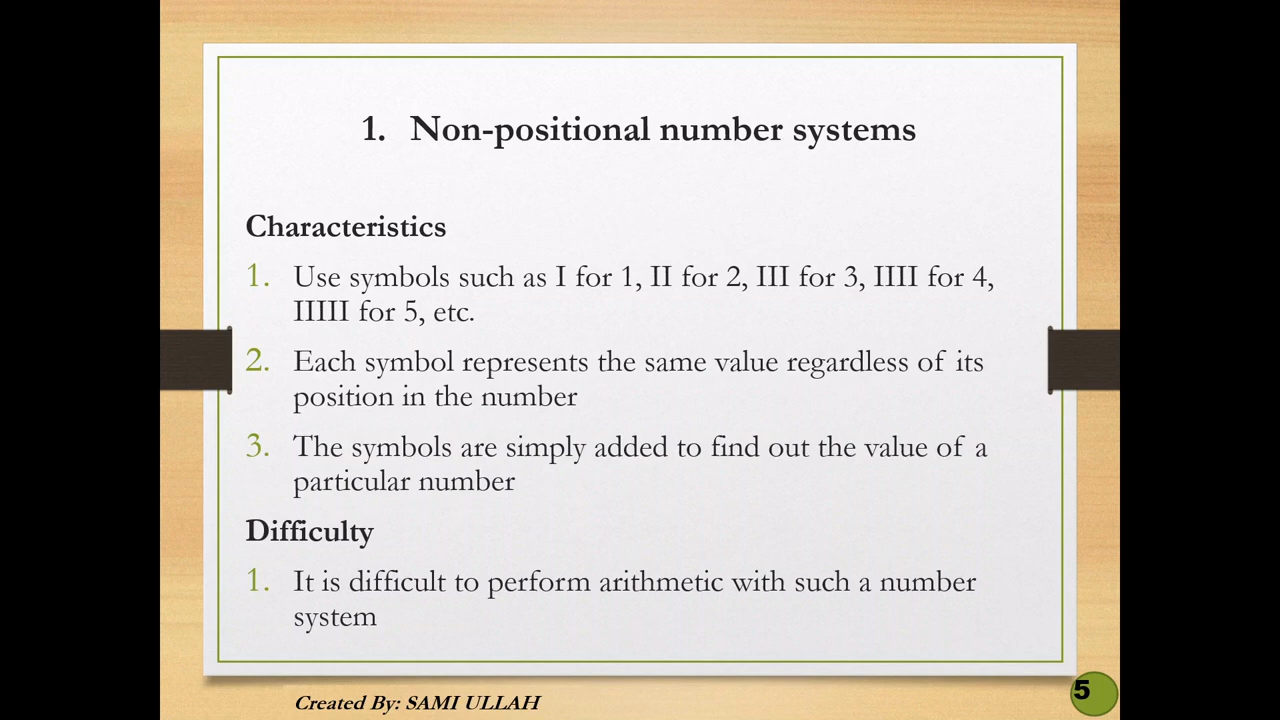 1. Non-positional number systems
Characteristics
1. Use symbols such as I for 1, II for 2, III for 3, IIII for 4,
IIIII for 5, etc.
2. Each symbol represents the same value regardless of its
position in the number
3. The symbols are simply added to find out the value of a
particular number
Difficulty
1. It is difficult to perform arithmetic with such a number
system
Created By: SAMI ULLAH
5